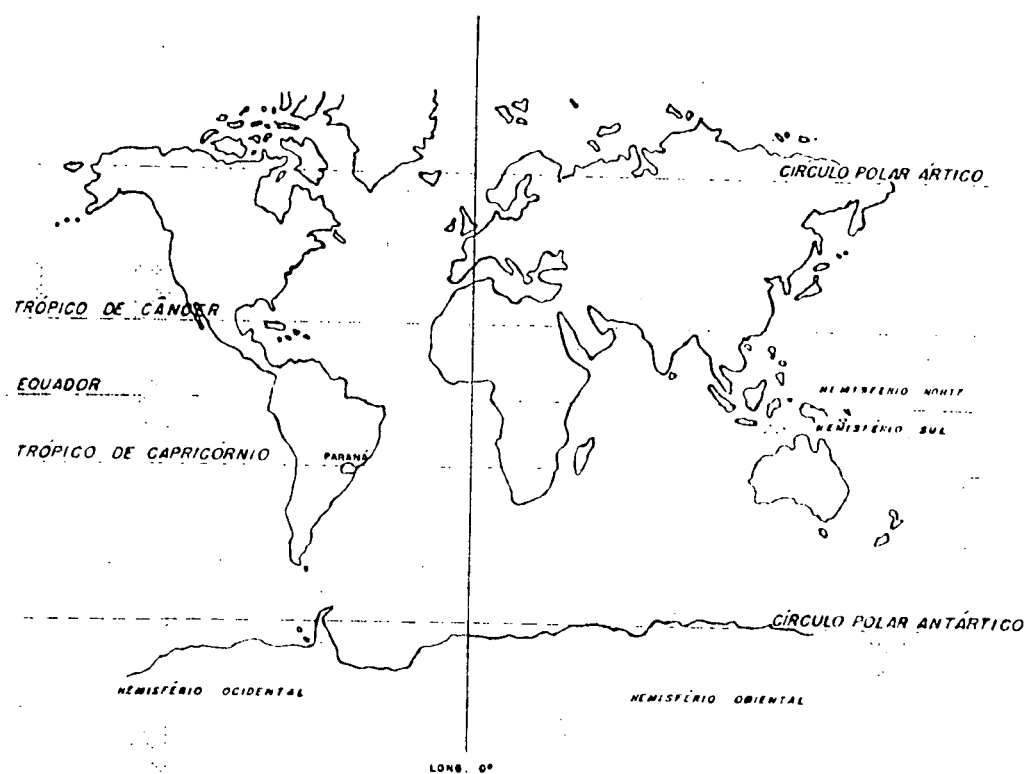 CÍRCULO POLAR ÁRTICO
TRÓPICO DE CÂNCER
EQUADOR
HEMISFÉRIO NORTE
HEMISFÉRIO SUL
TRÓPICO DE CAPRICÓRNIO
PARANÁ
CÍRCULO POLAR ANTÁRTICO
HEMISFÉRIO OCIDENTAL
HEMISFÉRIO ORIENTAL
LONG. 0º